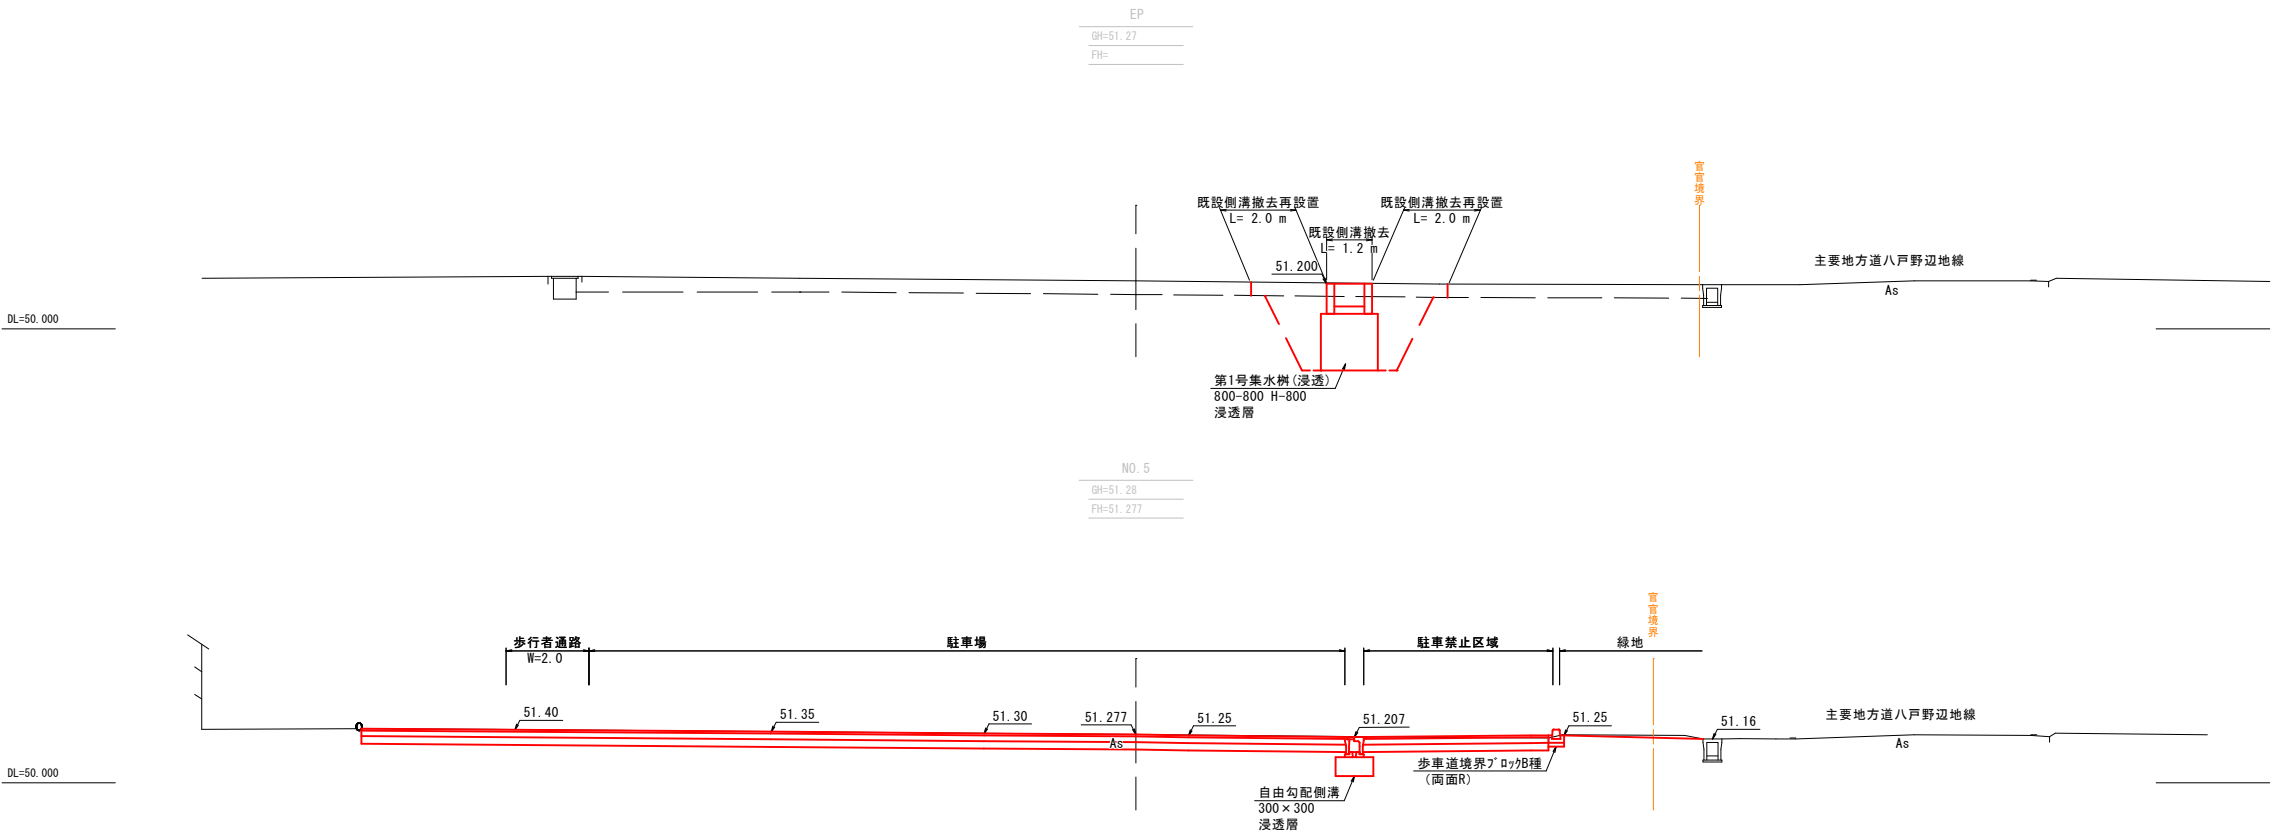 EP
GH=51.27
FH=
官官境界
既設側溝撤去再設置
L= 2.0 m
既設側溝撤去再設置
L= 2.0 m
既設側溝撤去
L= 1.2 m
51.200
主要地方道八戸野辺地線
As
DL=50.000
第1号集水桝(浸透)
800-800 H-800
浸透層
NO.5
GH=51.28
FH=51.277
官官境界
歩行者通路
W=2.0
駐車場
駐車禁止区域
緑地
51.40
51.35
51.30
51.277
51.25
51.207
51.25
51.16
主要地方道八戸野辺地線
As
As
DL=50.000
歩車道境界ブロックB種
(両面R)
自由勾配側溝
300×300
浸透層